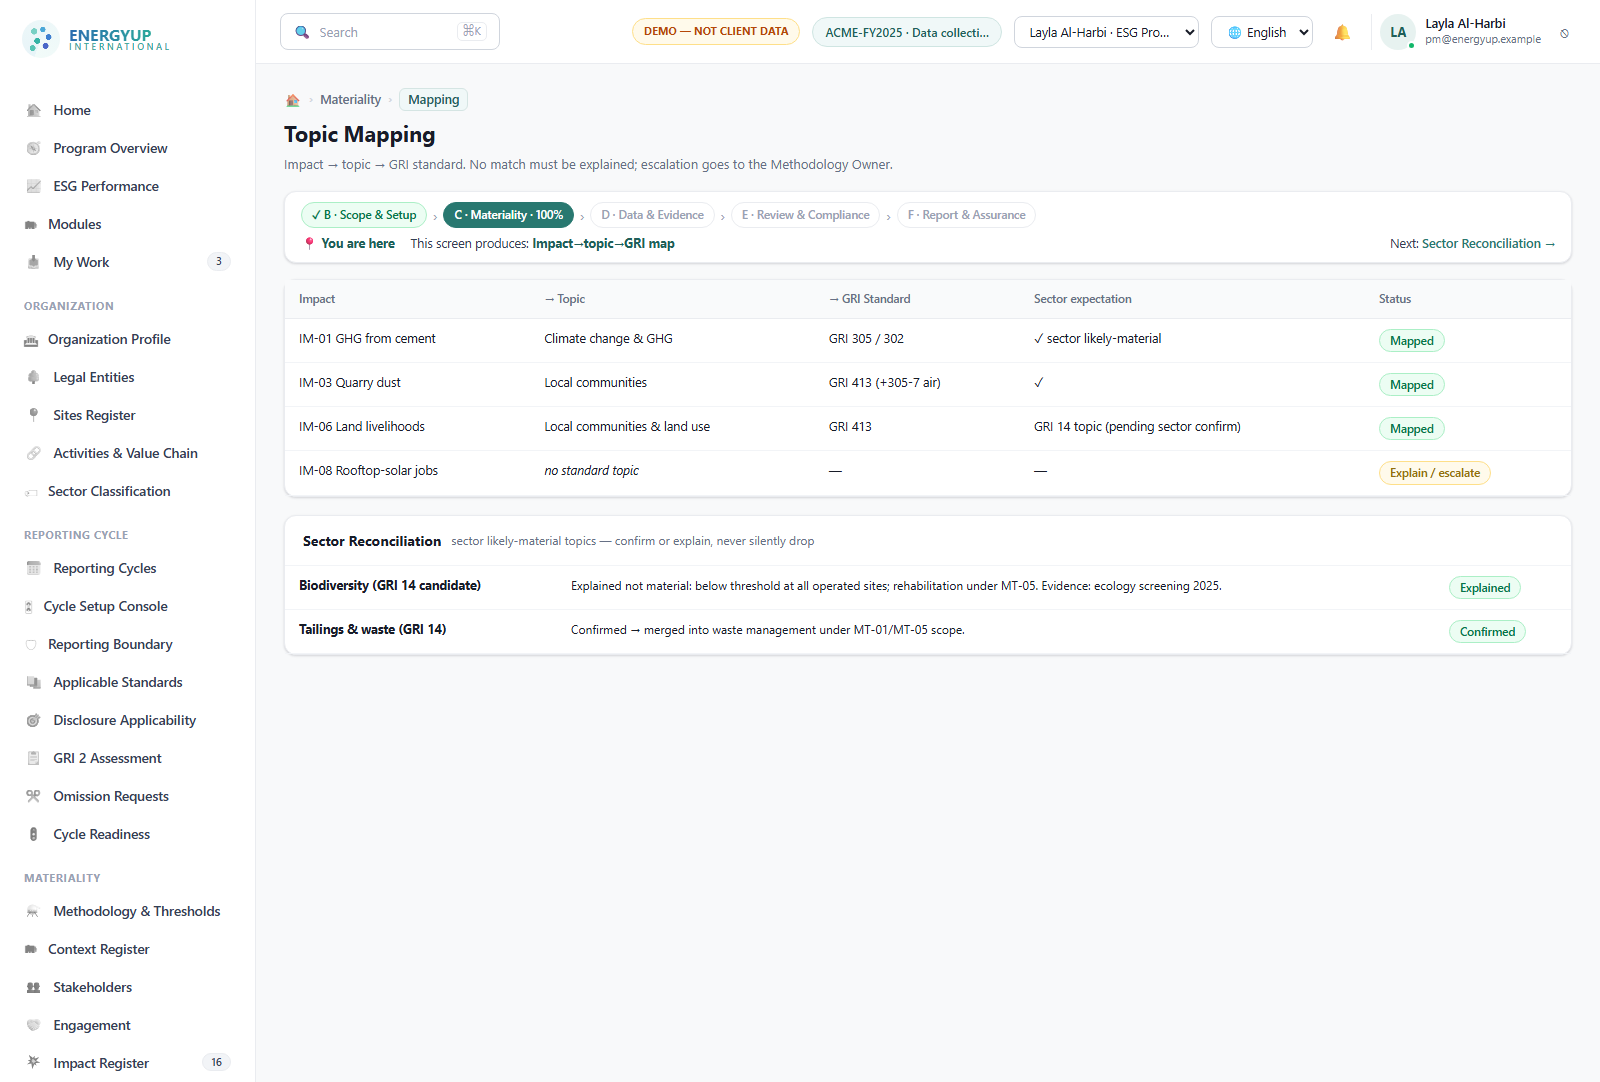 ENERGYUP
INTERNATIONAL
Search
⌘K
DEMO — NOT CLIENT DATA
ACME-FY2025 · Data collecti...
Layla Al-Harbi · ESG Pro...
English
LA
Layla Al-Harbi
pm@energyup.example
Home
Program Overview
ESG Performance
Modules
My Work
3
ORGANIZATION
Organization Profile
Legal Entities
Sites Register
Activities & Value Chain
Sector Classification
REPORTING CYCLE
Reporting Cycles
Cycle Setup Console
Reporting Boundary
Applicable Standards
Disclosure Applicability
GRI 2 Assessment
Omission Requests
Cycle Readiness
MATERIALITY
Methodology & Thresholds
Context Register
Stakeholders
Engagement
Impact Register
16
› Materiality › Mapping
Topic Mapping
Impact → topic → GRI standard. No match must be explained; escalation goes to the Methodology Owner.
✓ B · Scope & Setup › C · Materiality · 100% › D · Data & Evidence › E · Review & Compliance › F · Report & Assurance
You are here This screen produces: Impact→topic→GRI map
Next: Sector Reconciliation →
Impact → Topic → GRI Standard Sector expectation Status
IM-01 GHG from cement Climate change & GHG GRI 305 / 302 ✓ sector likely-material Mapped
IM-03 Quarry dust Local communities GRI 413 (+305-7 air) ✓ Mapped
IM-06 Land livelihoods Local communities & land use GRI 413 GRI 14 topic (pending sector confirm) Mapped
IM-08 Rooftop-solar jobs no standard topic — — Explain / escalate
Sector Reconciliation sector likely-material topics — confirm or explain, never silently drop
Biodiversity (GRI 14 candidate) Explained not material: below threshold at all operated sites; rehabilitation under MT-05. Evidence: ecology screening 2025. Explained
Tailings & waste (GRI 14) Confirmed → merged into waste management under MT-01/MT-05 scope. Confirmed